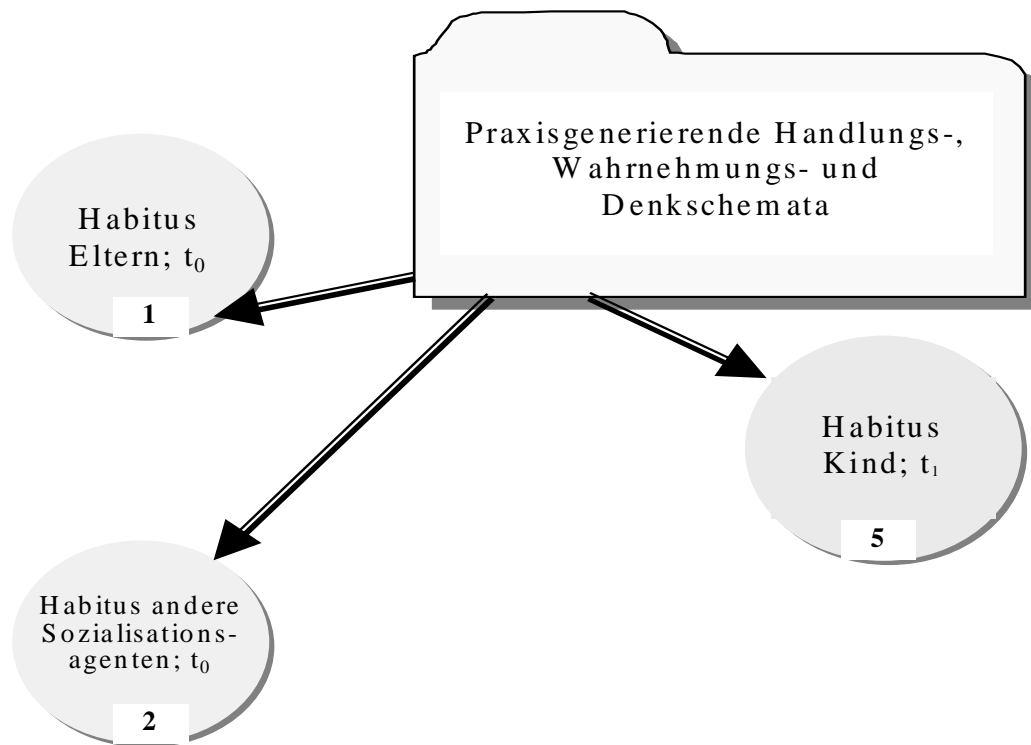 Praxisgenerierende Handlungs-,
Wahrnehmungs- und
Denkschemata
Habitus
Eltern; t₀
1
Habitus
Kind; t₁
5
Habitus andere
Sozialisations-
agenten; t₀
2